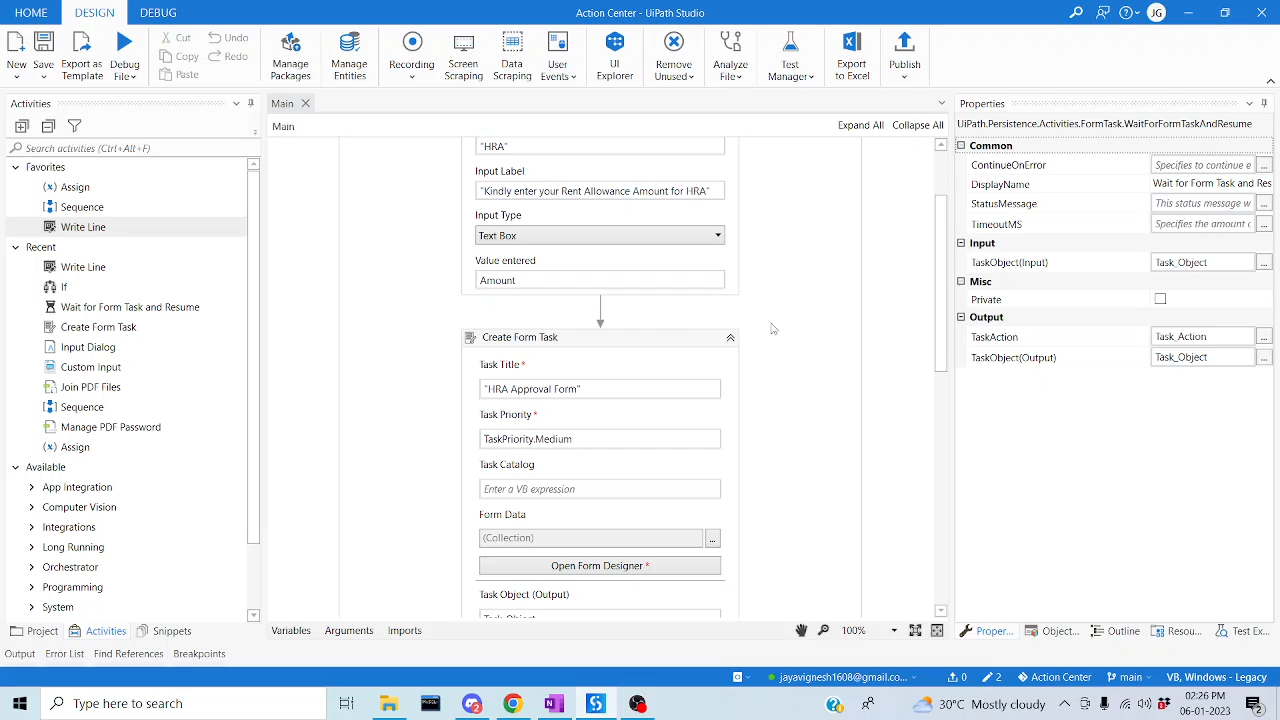 HOME
DESIGN
DEBUG
Action Center - UiPath Studio
JG
New
Save
Export as Template
Debug File
Cut
Copy
Paste
Undo
Redo
Manage Packages
Manage Entities
Recording
Screen Scraping
Data Scraping
User Events
UI Explorer
Remove Unused
Analyze File
Test Manager
Export to Excel
Publish
Activities
Search activities (Ctrl+Alt+F)
Favorites
Assign
Sequence
Write Line
Recent
Write Line
If
Wait for Form Task and Resume
Create Form Task
Input Dialog
Custom Input
Join PDF Files
Sequence
Manage PDF Password
Assign
Available
App Integration
Computer Vision
Integrations
Long Running
Orchestrator
Programming
System
Project
Activities
Snippets
Main
Main
Expand All
Collapse All
"HRA"
Input Label
"Kindly enter your Rent Allowance Amount for HRA"
Input Type
Text Box
Value entered
Amount
Create Form Task
Task Title *
"HRA Approval Form"
Task Priority *
TaskPriority.Medium
Task Catalog
Enter a VB expression
Form Data
(Collection)
...
Open Form Designer *
Task Object (Output)
Variables
Arguments
Imports
100%
Properties
UiPath.Persistence.Activities.FormTask.WaitForFormTaskAndResume
Common
ContinueOnError
Specifies to continue e
...
DisplayName
Wait for Form Task and Res
StatusMessage
This status message w
...
TimeoutMS
Specifies the amount c
...
Input
TaskObject(Input)
Task_Object
...
Misc
Private
Output
TaskAction
Task_Action
...
TaskObject(Output)
Task_Object
...
Proper...
Object...
Outline
Resou...
Test Ex...
Output
Error List
Find References
Breakpoints
jayavignesh1608@gmail.co...
0
2
Action Center
main
VB, Windows - Legacy
Type here to search
30°C Mostly cloudy
02:26 PM
06-01-2023
2